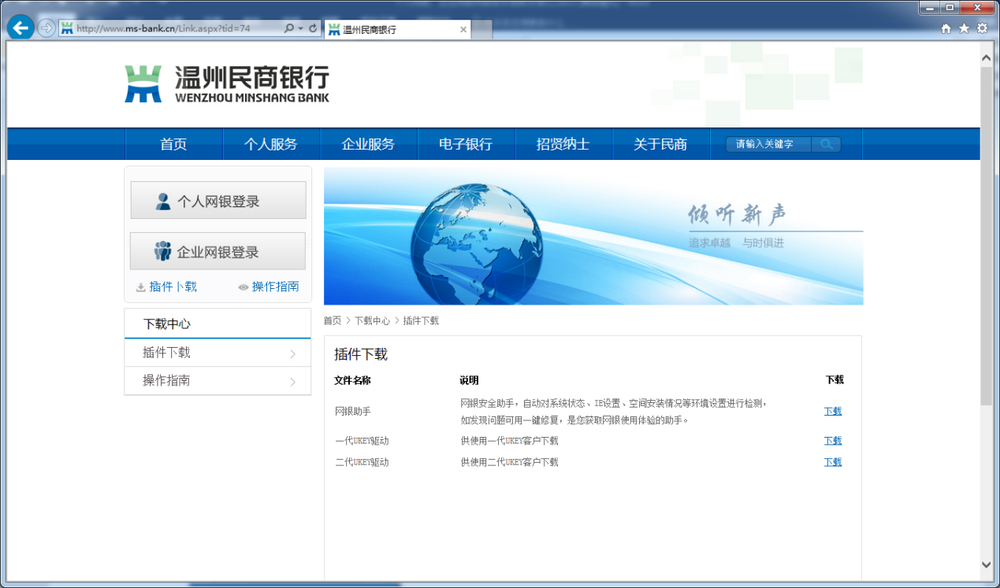 http://www.ms-bank.cn/Link.aspx?tid=74
温州民商银行
温州民商银行
WENZHOU MINSHANG BANK
首页 个人服务 企业服务 电子银行 招贤纳士 关于民商 请输入关键字
个人网银登录
企业网银登录
插件下载 操作指南
倾听新声
追求卓越 与时俱进
下载中心
插件下载
操作指南
首页 > 下载中心 > 插件下载
插件下载
文件名称 说明 下载
网银助手 网银安全助手，自动对系统状态、IE设置、空间安装情况等环境设置进行检测，
如发现问题可用一键修复，是您获取网银使用体验的助手。 下载
一代UKEY驱动 供使用一代UKEY客户下载 下载
二代UKEY驱动 供使用二代UKEY客户下载 下载